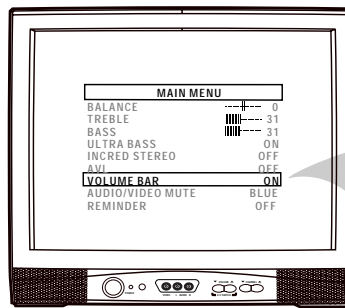 MAIN MENU
BALANCE 0
TREBLE 31
BASS 31
ULTRA BASS ON
INCRED STEREO OFF
AVL OFF
VOLUME BAR ON
AUDIO/VIDEO MUTE BLUE
REMINDER OFF